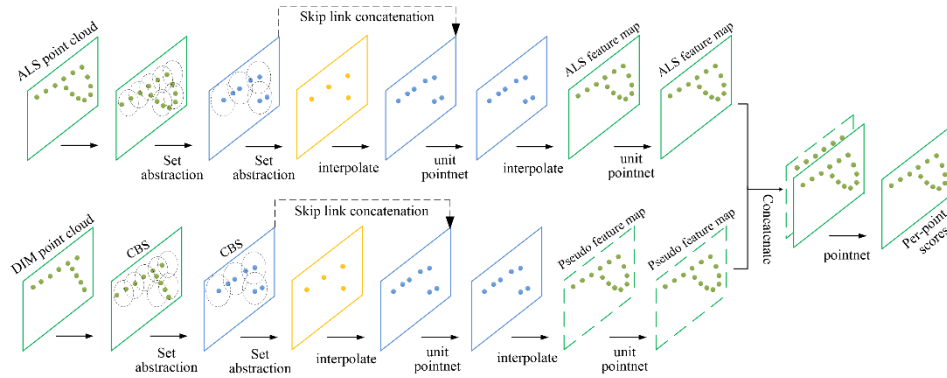 Skip link concatenation
ALS point cloud
ALS feature map
ALS feature map
Set
abstraction
Set
abstraction
interpolate
unit
pointnet
interpolate
unit
pointnet
Skip link concatenation
DIM point cloud
CBS
CBS
Pseudo feature map
Pseudo feature map
Concatenate
pointnet
Per-point
scores
Set
abstraction
Set
abstraction
interpolate
unit
pointnet
interpolate
unit
pointnet